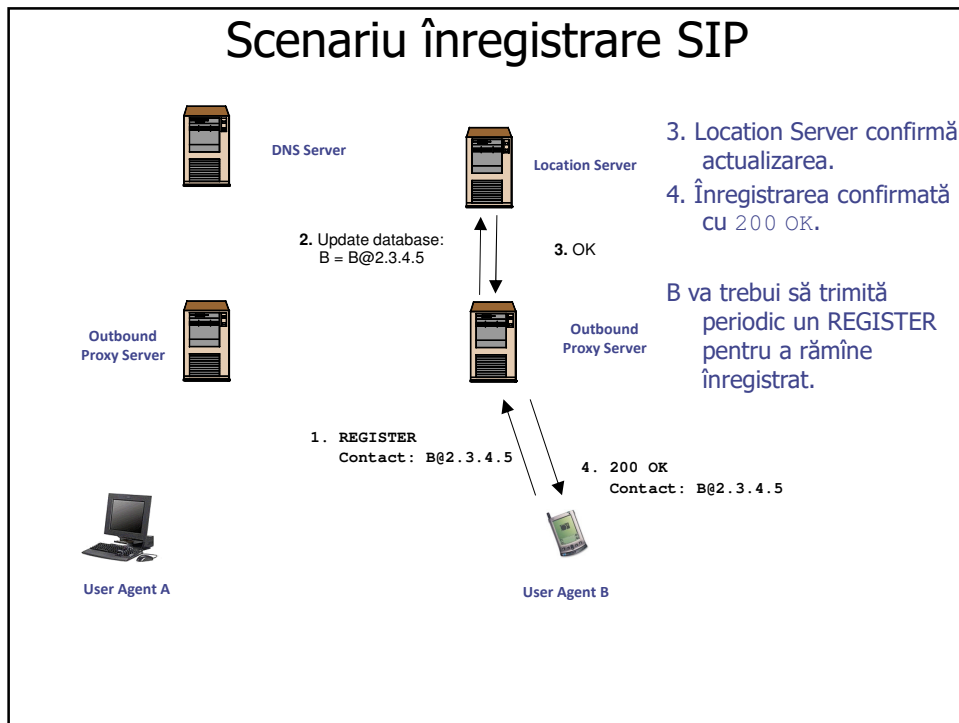 Scenariu înregistrare SIP
DNS Server
Location Server
2. Update database:
B = B@2.3.4.5
3. OK
Outbound
Proxy Server
Outbound
Proxy Server
1. REGISTER
Contact: B@2.3.4.5
4. 200 OK
Contact: B@2.3.4.5
User Agent A
User Agent B
3. Location Server confirmă
actualizarea.
4. Înregistrarea confirmată
cu 200 OK.
B va trebui să trimită
periodic un REGISTER
pentru a rămîne
înregistrat.